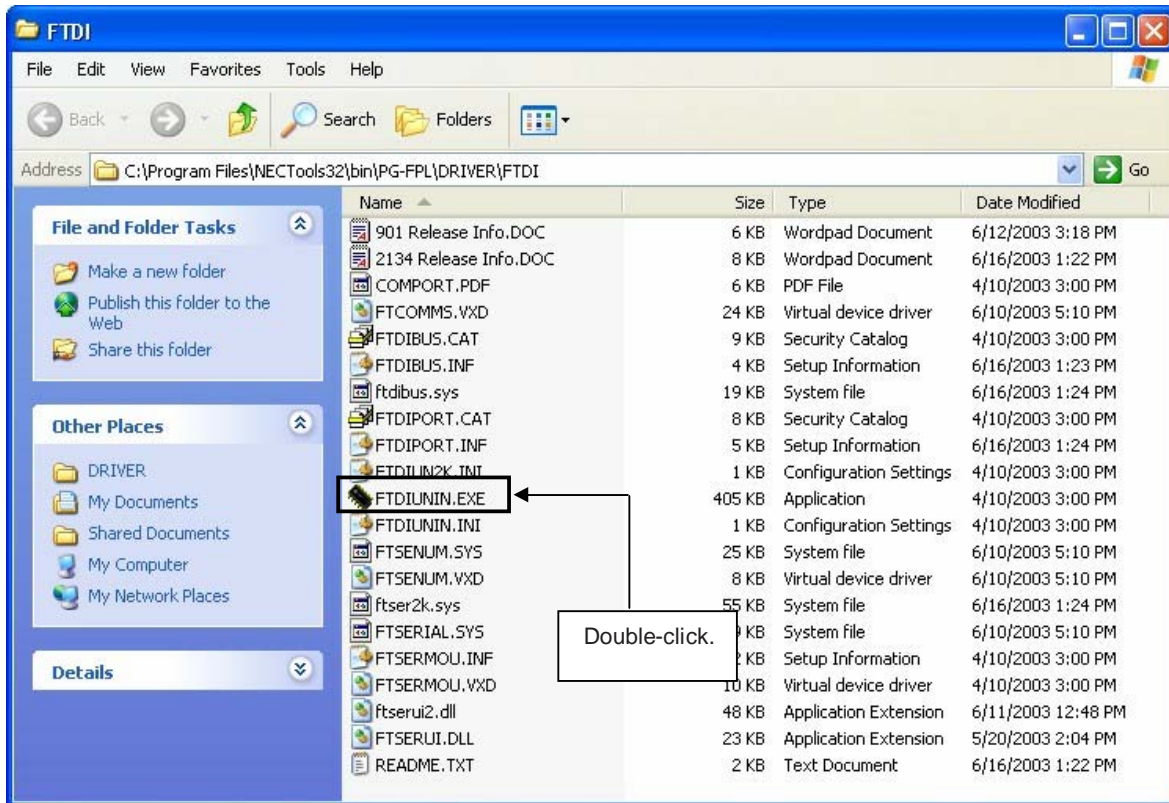 FTDI
File Edit View Favorites Tools Help
Back Search Folders
Address C:\Program Files\NECTools32\bin\PG-FPL\DRIVER\FTDI Go
File and Folder Tasks
Make a new folder
Publish this folder to the
Web
Share this folder
Other Places
DRIVER
My Documents
Shared Documents
My Computer
My Network Places
Details
Name Size Type Date Modified
901 Release Info.DOC 6 KB Wordpad Document 6/12/2003 3:18 PM
2134 Release Info.DOC 8 KB Wordpad Document 6/16/2003 1:22 PM
COMPORT.PDF 6 KB PDF File 4/10/2003 3:00 PM
FTCOMMS.VXD 24 KB Virtual device driver 6/10/2003 5:10 PM
FTDIBUS.CAT 9 KB Security Catalog 4/10/2003 3:00 PM
FTDIBUS.INF 4 KB Setup Information 6/16/2003 1:23 PM
ftdibus.sys 19 KB System file 6/16/2003 1:24 PM
FTDIPORT.CAT 8 KB Security Catalog 4/10/2003 3:00 PM
FTDIPORT.INF 5 KB Setup Information 6/16/2003 1:24 PM
FTDIUN2K.INI 1 KB Configuration Settings 4/10/2003 3:00 PM
FTDIUNIN.EXE 405 KB Application 4/10/2003 3:00 PM
FTDIUNIN.INI 1 KB Configuration Settings 4/10/2003 3:00 PM
FTSENUM.SYS 25 KB System file 6/10/2003 5:10 PM
FTSENUM.VXD 8 KB Virtual device driver 6/10/2003 5:10 PM
ftser2k.sys 55 KB System file 6/16/2003 1:24 PM
FTSERIAL.SYS KB System file 6/10/2003 5:10 PM
FTSERMOU.INF KB Setup Information 4/10/2003 3:00 PM
FTSERMOU.VXD 10 KB Virtual device driver 4/10/2003 3:00 PM
ftserui2.dll 48 KB Application Extension 6/11/2003 12:48 PM
FTSERUI.DLL 23 KB Application Extension 5/20/2003 2:04 PM
README.TXT 2 KB Text Document 6/16/2003 1:22 PM
Double-click.